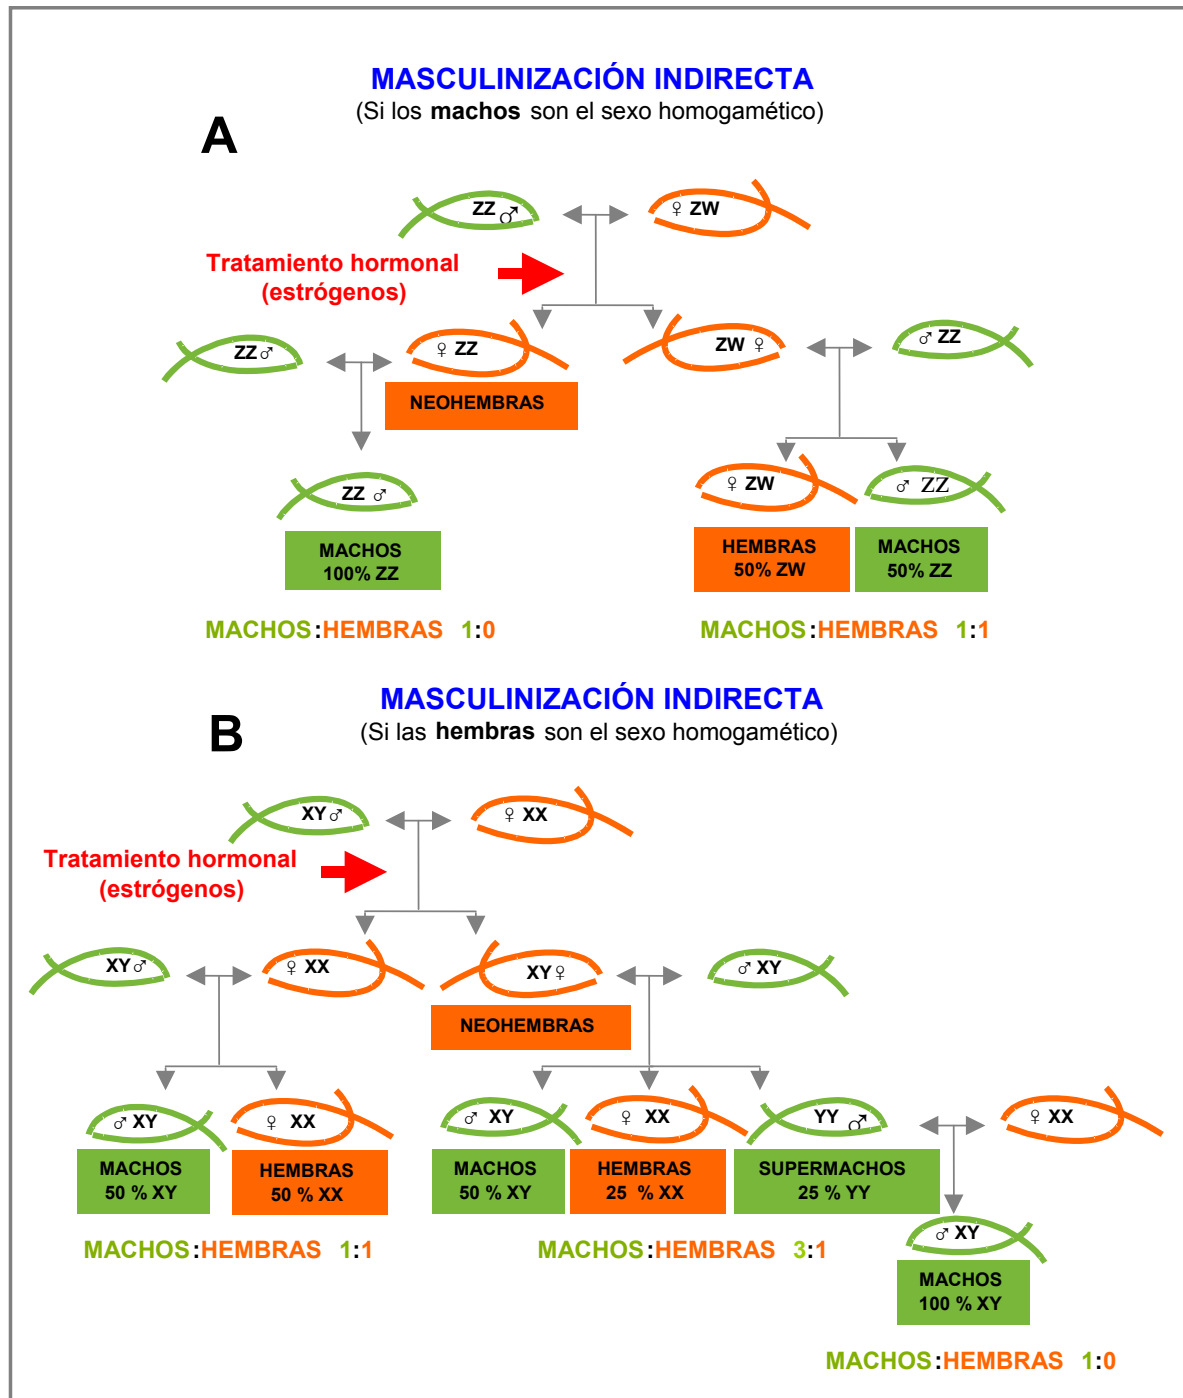 MASCULINIZACIÓN INDIRECTA
(Si los machos son el sexo homogamético)
A
ZZ ♂
♀ ZW
Tratamiento hormonal
(estrógenos)
ZZ ♂
♀ ZZ
ZW ♀
♂ ZZ
NEOHEMBRAS
ZZ ♂
♀ ZW
♂ ZZ
MACHOS
100% ZZ
HEMBRAS
50% ZW
MACHOS
50% ZZ
MACHOS:HEMBRAS 1:0
MACHOS:HEMBRAS 1:1
MASCULINIZACIÓN INDIRECTA
(Si las hembras son el sexo homogamético)
B
XY ♂
♀ XX
Tratamiento hormonal
(estrógenos)
XY ♂
♀ XX
XY ♀
♂ XY
NEOHEMBRAS
♂ XY
♀ XX
♂ XY
♀ XX
YY ♂
♀ XX
MACHOS
50 % XY
HEMBRAS
50 % XX
MACHOS
50 % XY
HEMBRAS
25 % XX
SUPERMACHOS
25 % YY
MACHOS:HEMBRAS 1:1
MACHOS:HEMBRAS 3:1
♂ XY
MACHOS
100 % XY
MACHOS:HEMBRAS 1:0